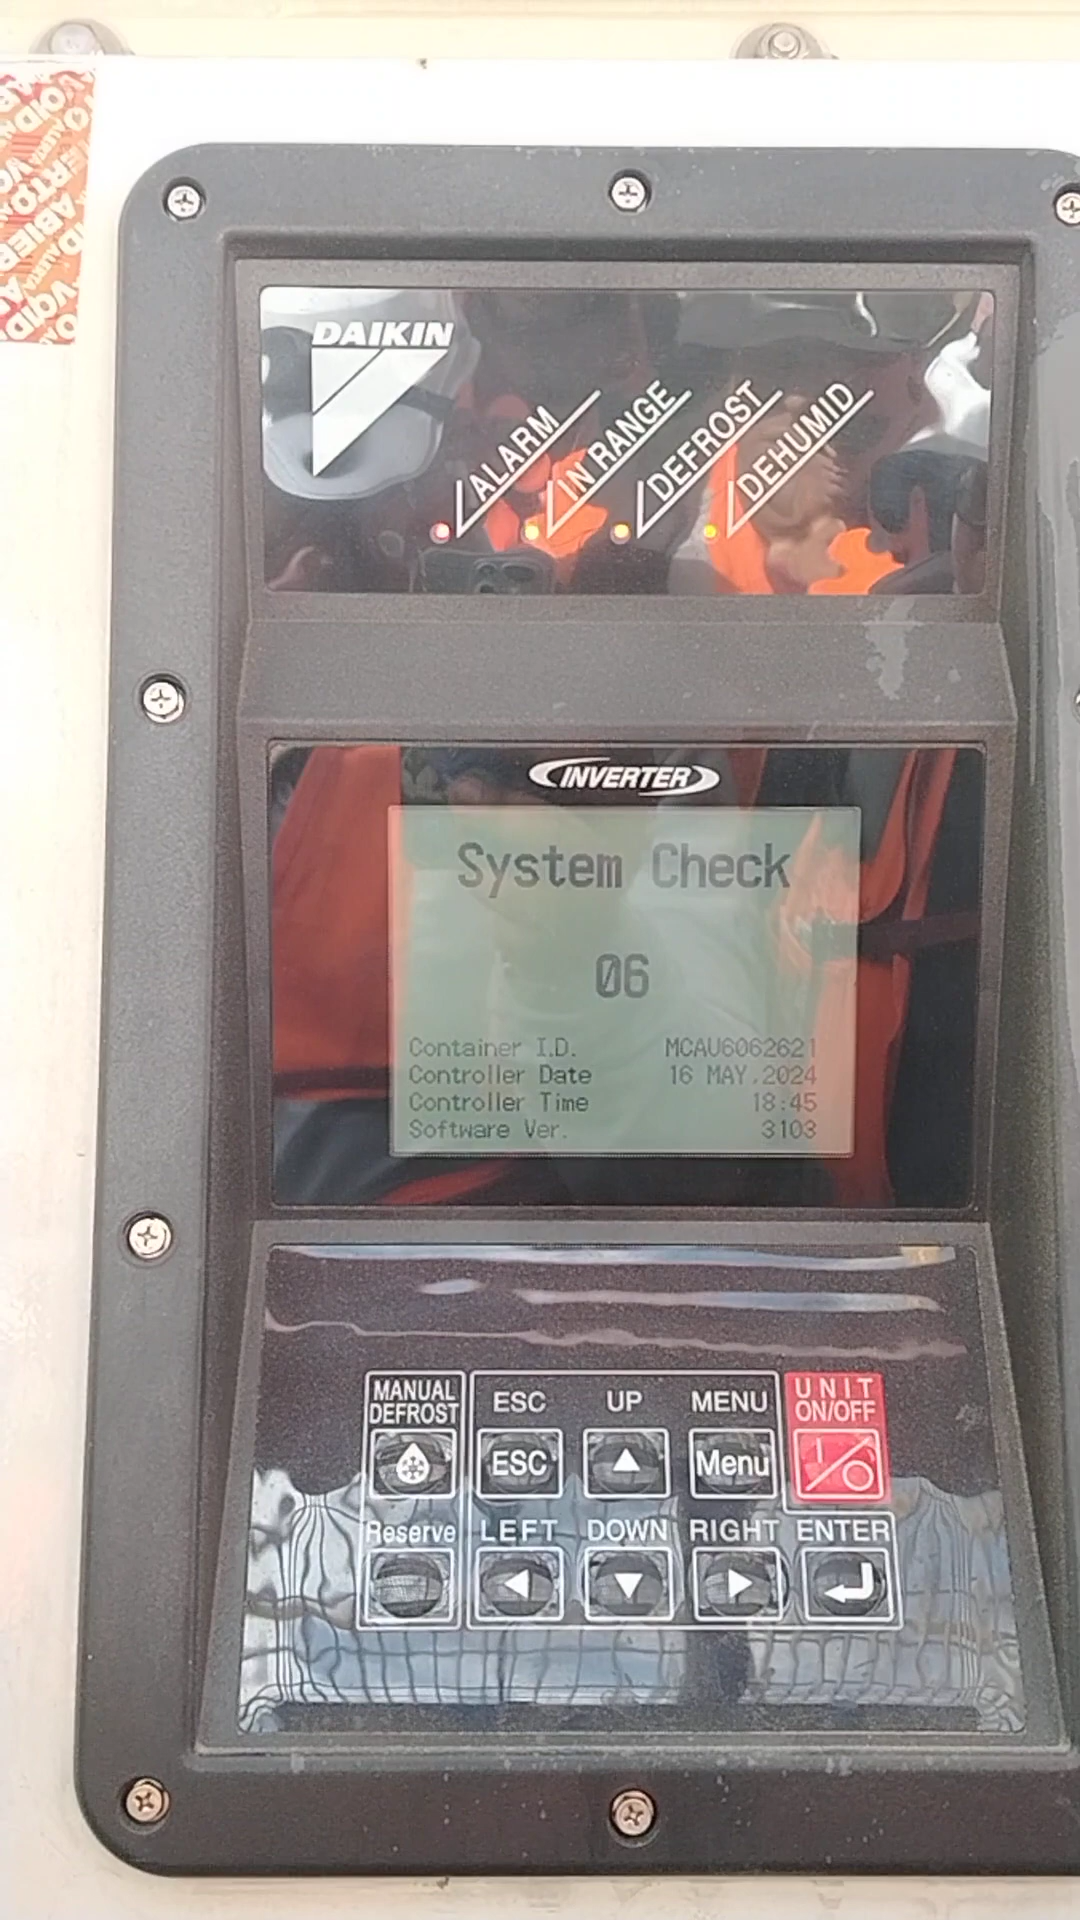 DAIKIN
ALARM
IN RANGE
DEFROST
DEHUMID
INVERTER
System Check
06
Container I.D. MCAU6062621
Controller Date 16 MAY.2024
Controller Time 18:45
Software Ver. 3103
MANUAL DEFROST
ESC UP MENU
UNIT ON/OFF
ESC Menu
Reserve LEFT DOWN RIGHT ENTER
VOID
ABIERTO